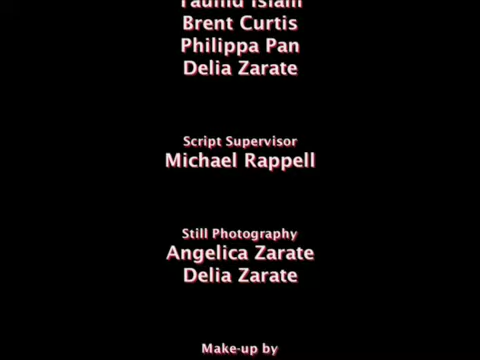 Brent Curtis
Philippa Pan
Delia Zarate
Script Supervisor
Michael Rappell
Still Photography
Angelica Zarate
Delia Zarate
Make-up by